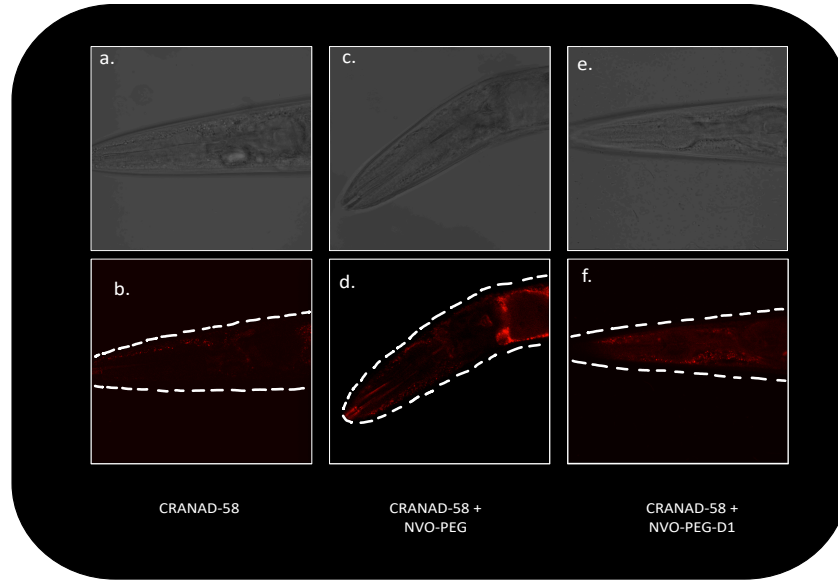 a.
c.
e.
b.
d.
f.
CRANAD-58
CRANAD-58 +
NVO-PEG
CRANAD-58 +
NVO-PEG-D1